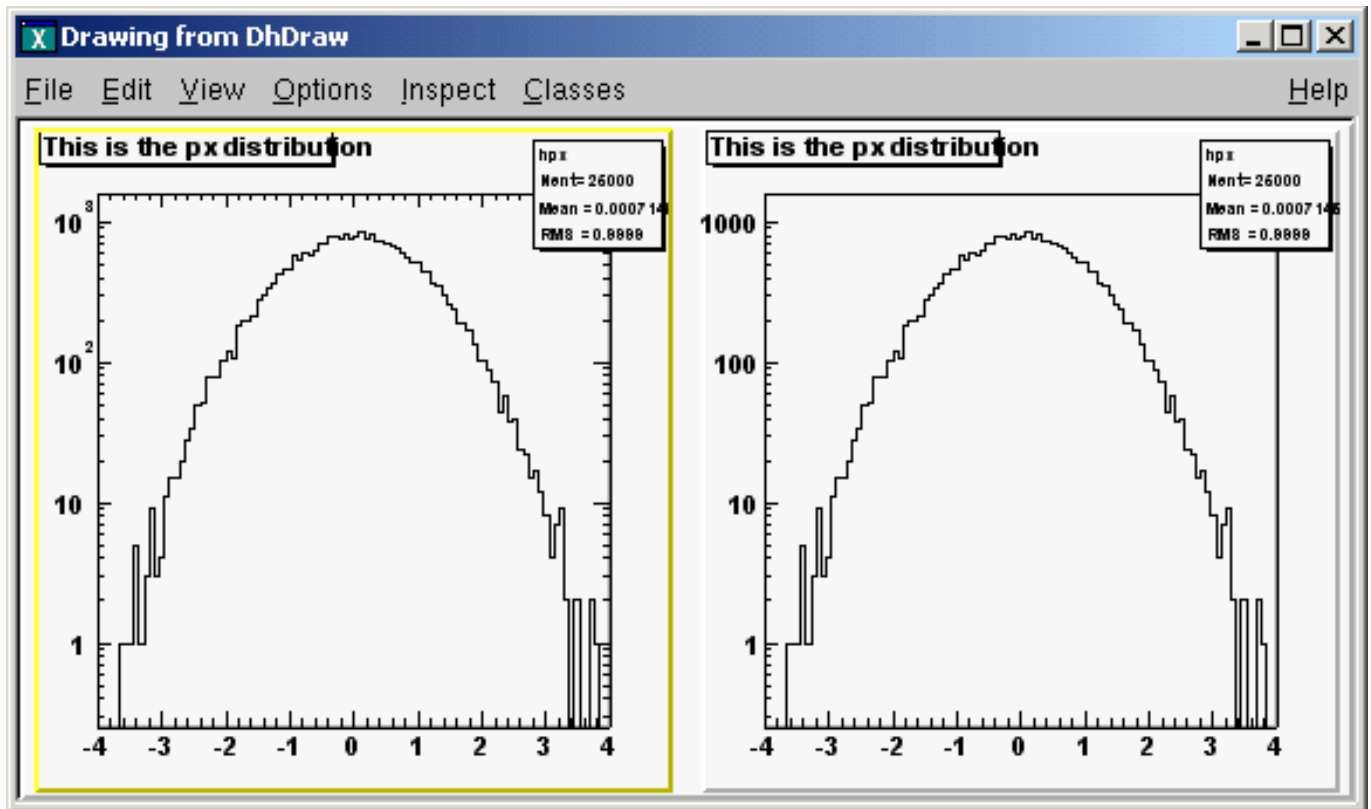 Drawing from DhDraw
File Edit View Options Inspect Classes Help
This is the px distribution
hpx
Nent = 25000
Mean = 0.0007146
RMS = 0.9999
10³
10²
10
1
-4 -3 -2 -1 0 1 2 3 4
This is the px distribution
hpx
Nent = 25000
Mean = 0.0007146
RMS = 0.9999
1000
100
10
1
-4 -3 -2 -1 0 1 2 3 4